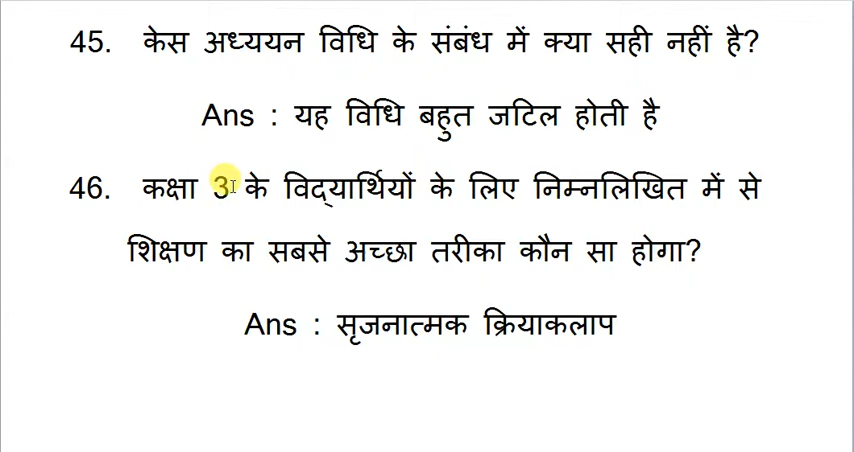 45. केस अध्ययन विधि के संबंध में क्या सही नहीं है?
Ans : यह विधि बहुत जटिल होती है
46. कक्षा 3 के विद्यार्थियों के लिए निम्नलिखित में से
शिक्षण का सबसे अच्छा तरीका कौन सा होगा?
Ans : सृजनात्मक क्रियाकलाप